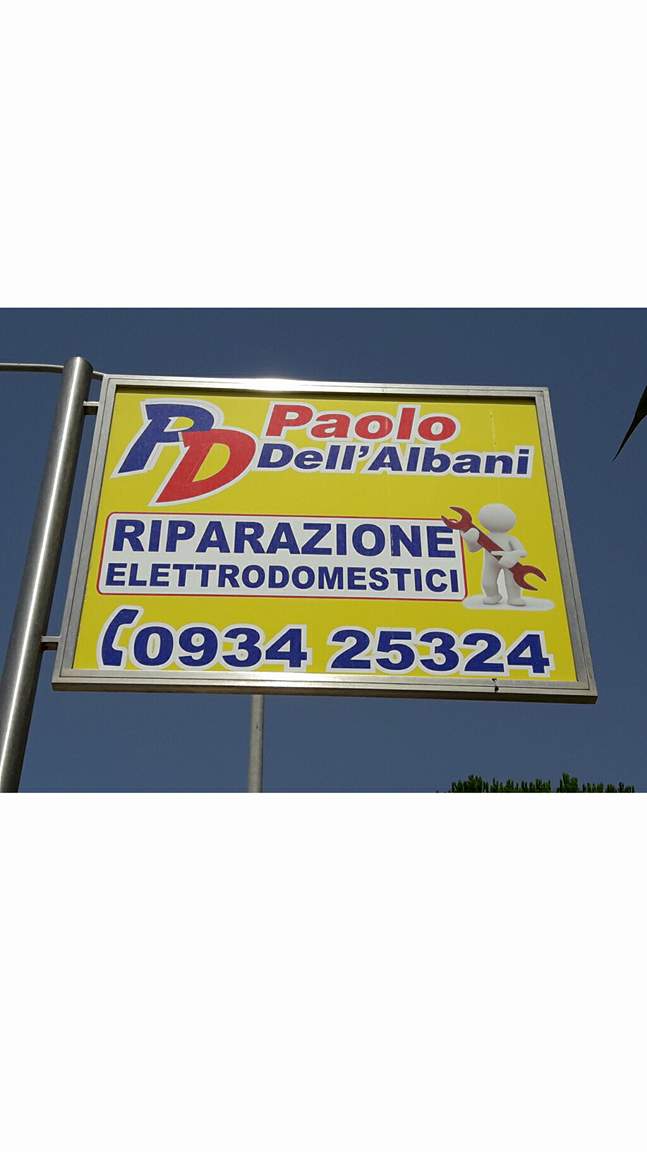 PD Paolo
Dell'Albani
RIPARAZIONE
ELETTRODOMESTICI
0934 25324